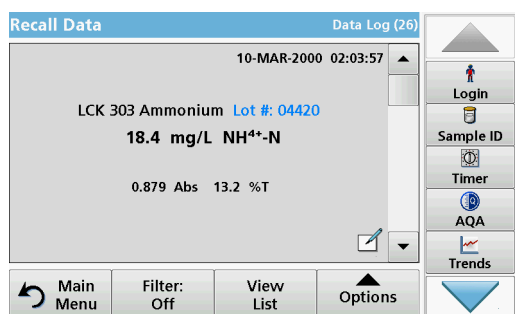 Recall Data
Data Log (26)
10-MAR-2000 02:03:57
LCK 303 Ammonium Lot #: 04420
18.4 mg/L NH⁴⁺-N
0.879 Abs 13.2 %T
Login
Sample ID
Timer
AQA
Trends
Main
Menu
Filter:
Off
View
List
Options